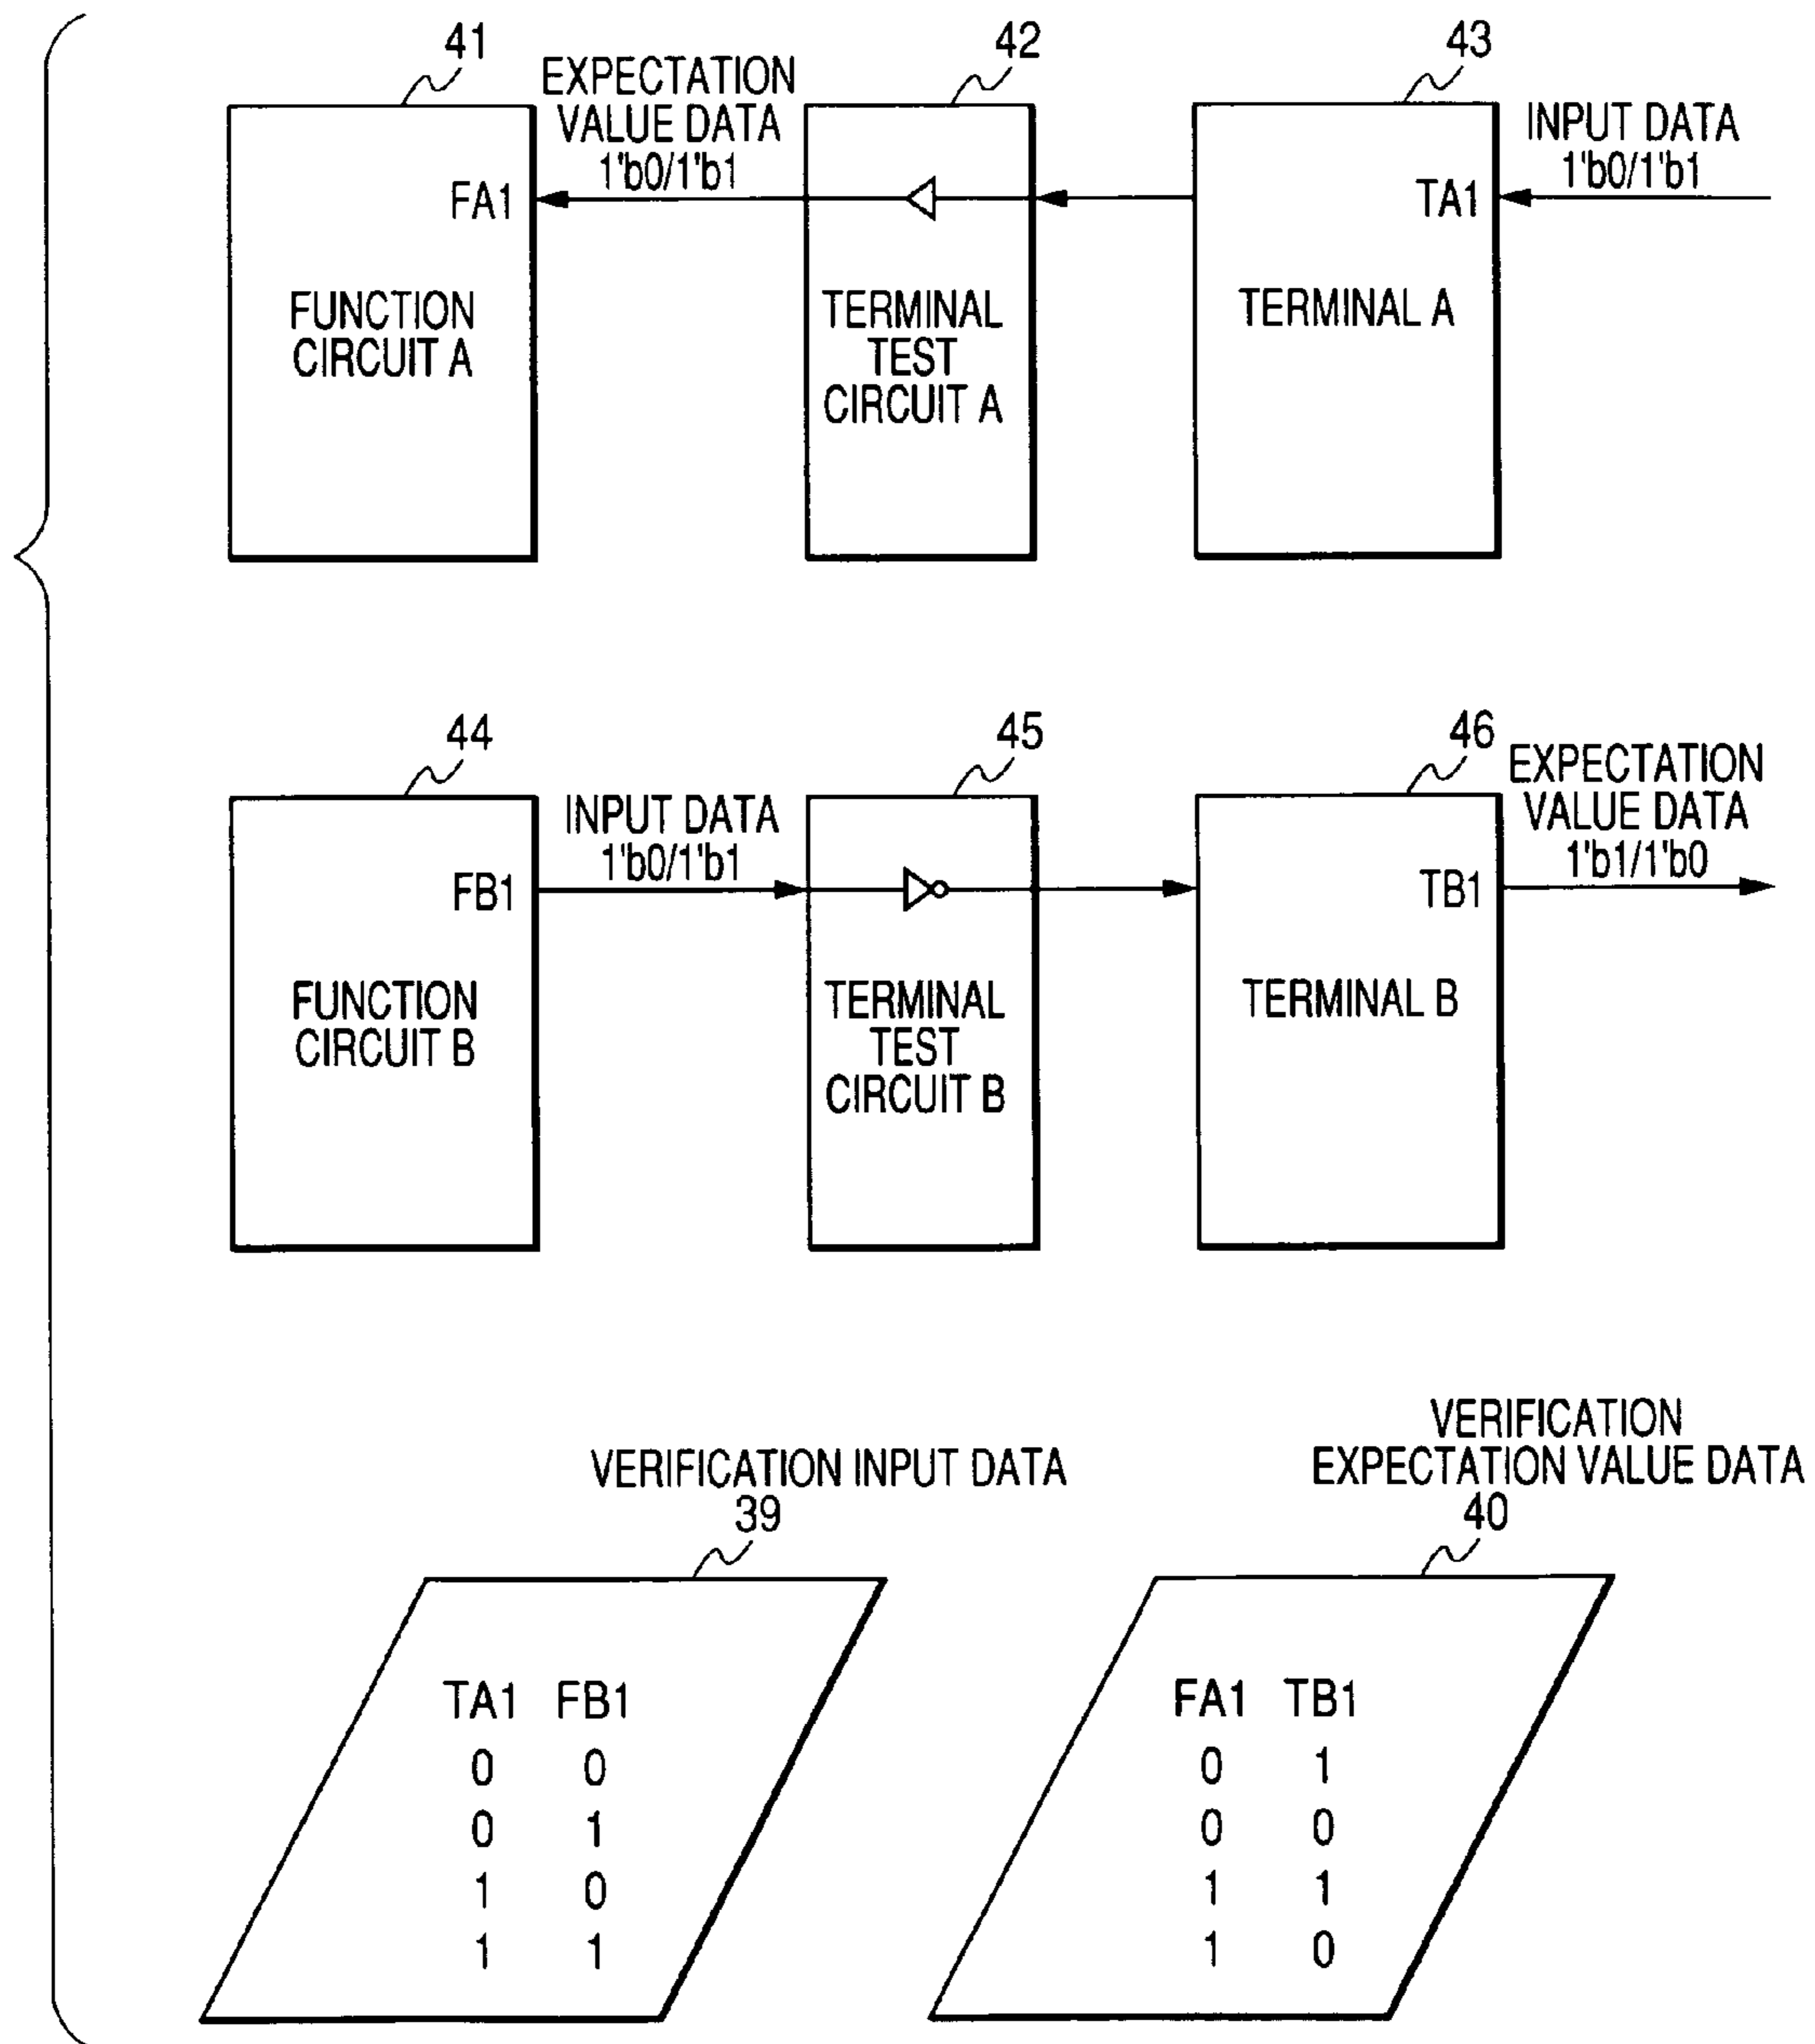 41
EXPECTATION
VALUE DATA
1'b0/1'b1
42
43
INPUT DATA
1'b0/1'b1
FA1
TA1
FUNCTION
CIRCUIT A
TERMINAL
TEST
CIRCUIT A
TERMINAL A
44
INPUT DATA
1'b0/1'b1
45
46
EXPECTATION
VALUE DATA
1'b1/1'b0
FB1
TB1
FUNCTION
CIRCUIT B
TERMINAL
TEST
CIRCUIT B
TERMINAL B
VERIFICATION INPUT DATA
39
TA1 FB1
0 0
0 1
1 0
1 1
VERIFICATION
EXPECTATION VALUE DATA
40
FA1 TB1
0 1
0 0
1 1
1 0